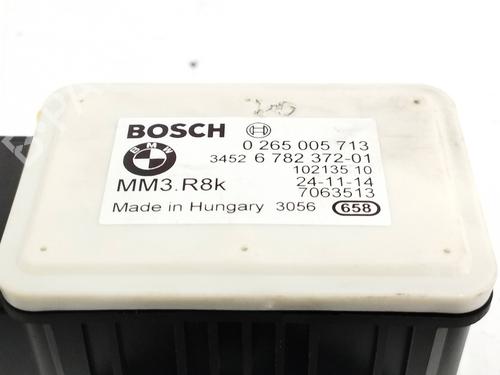 BOSCH 0 265 005 713
BMW 3452 6 782 372-01
102135 10
MM3.R8k 24-11-14
7063513
Made in Hungary 3056 658